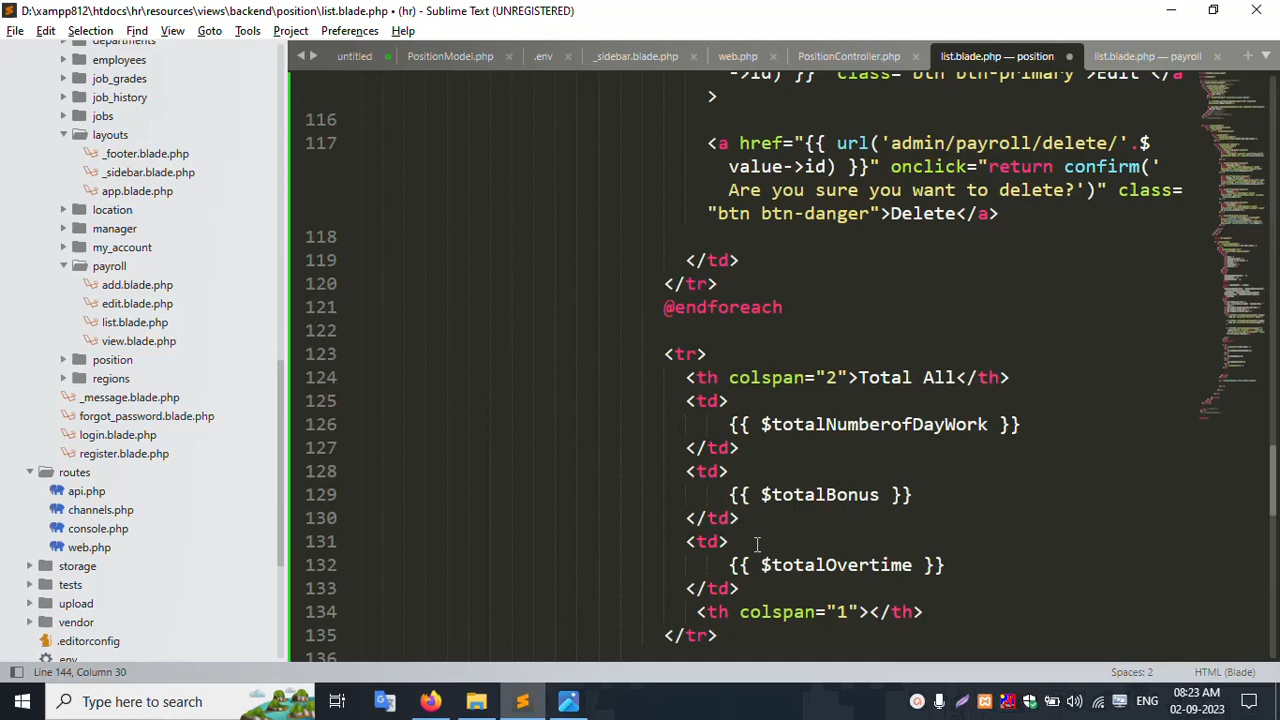 D:\xampp812\htdocs\hr\resources\views\backend\position\list.blade.php • (hr) - Sublime Text (UNREGISTERED)
File Edit Selection Find View Goto Tools Project Preferences Help
untitled PositionModel.php .env _sidebar.blade.php web.php PositionController.php list.blade.php — position list.blade.php — payroll
departments
employees
job_grades
job_history
jobs
layouts
_footer.blade.php
_sidebar.blade.php
app.blade.php
location
manager
my_account
payroll
add.blade.php
edit.blade.php
list.blade.php
view.blade.php
position
regions
_message.blade.php
forgot_password.blade.php
login.blade.php
register.blade.php
routes
api.php
channels.php
console.php
web.php
storage
tests
upload
vendor
.editorconfig
.env
->id) }}" class="btn btn-primary">Edit </a
>
116
117 <a href="{{ url('admin/payroll/delete/'.$
value->id) }}" onclick="return confirm('
Are you sure you want to delete?')" class=
"btn btn-danger">Delete</a>
118
119 </td>
120 </tr>
121 @endforeach
122
123 <tr>
124 <th colspan="2">Total All</th>
125 <td>
126 {{ $totalNumberofDayWork }}
127 </td>
128 <td>
129 {{ $totalBonus }}
130 </td>
131 <td>
132 {{ $totalOvertime }}
133 </td>
134 <th colspan="1"></th>
135 </tr>
136
Line 144, Column 30 Spaces: 2 HTML (Blade)
Type here to search
ENG
08:23 AM
02-09-2023